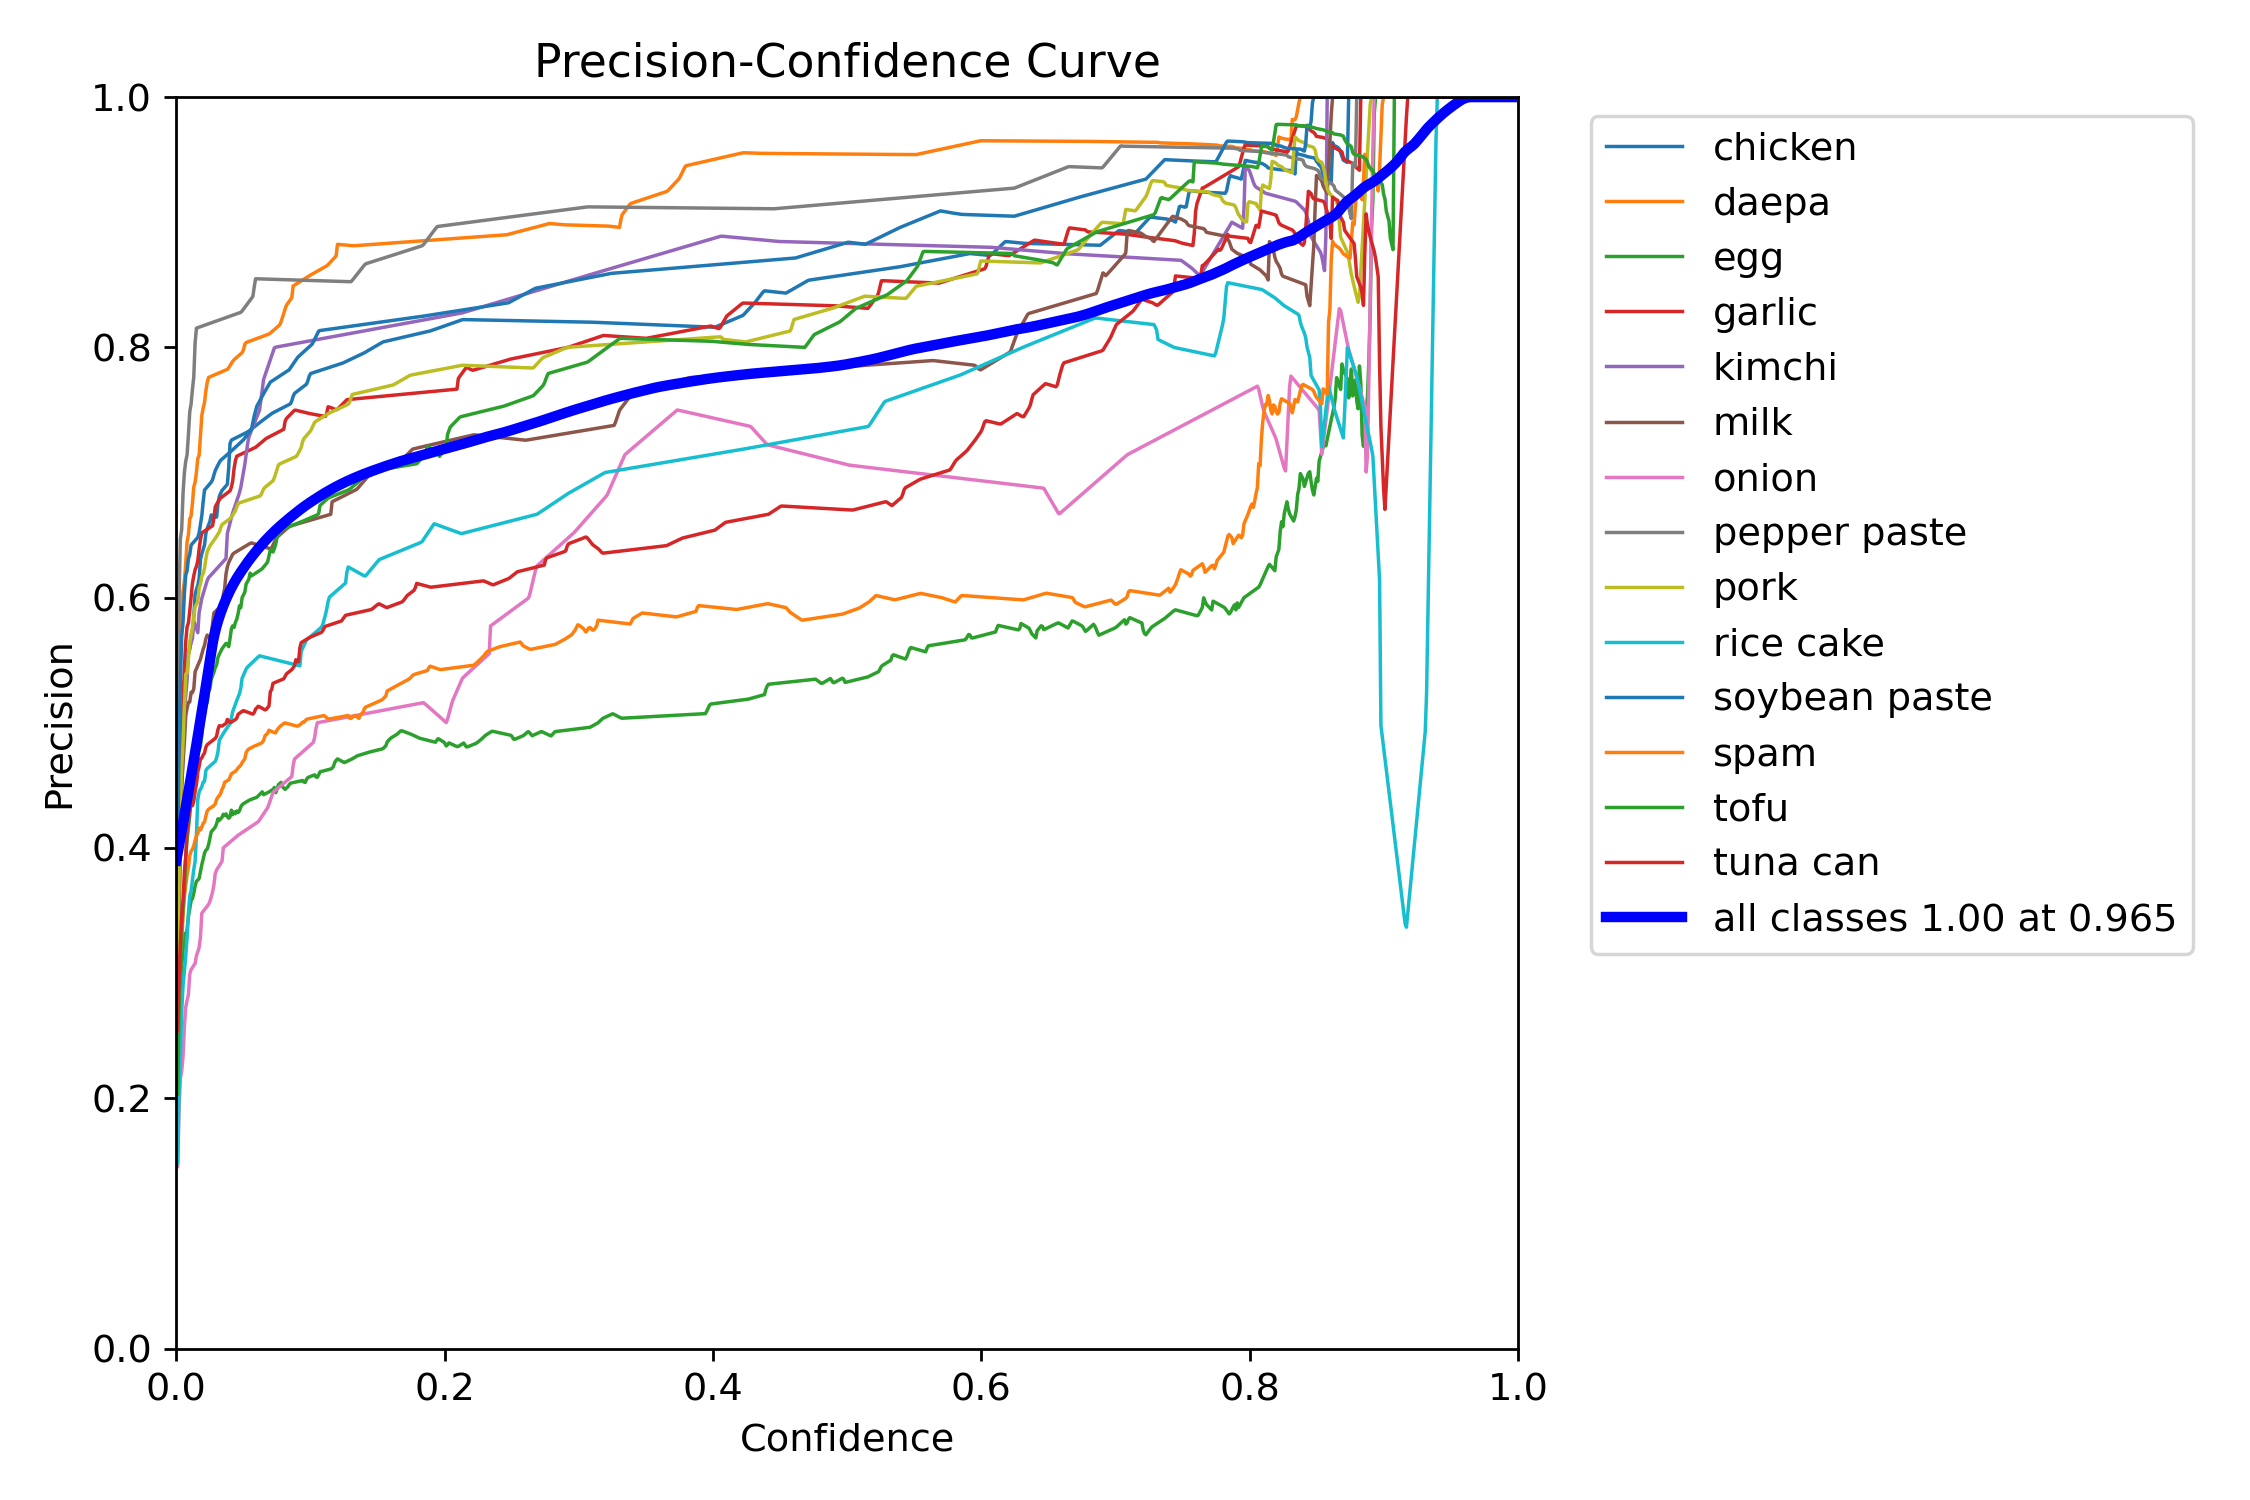 Precision-Confidence Curve
1.0
0.8
0.6
0.4
0.2
0.0
Precision
0.0 0.2 0.4 0.6 0.8 1.0
Confidence
chicken
daepa
egg
garlic
kimchi
milk
onion
pepper paste
pork
rice cake
soybean paste
spam
tofu
tuna can
all classes 1.00 at 0.965